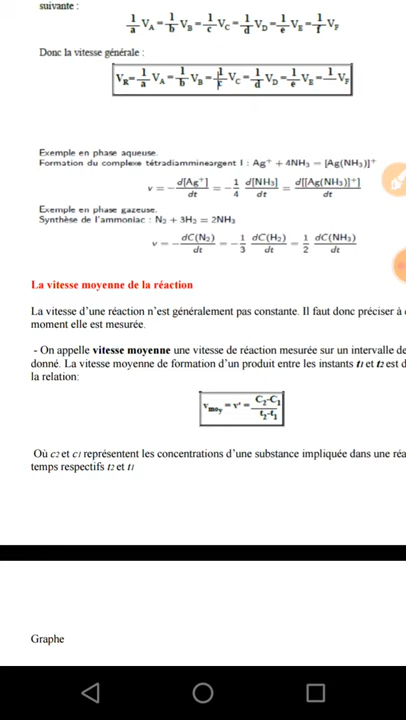 suivante :
1/a V_A = 1/b V_B = 1/c V_C = 1/d V_D = 1/e V_E = 1/f V_F
Donc la vitesse générale :
V_R = 1/a V_A = 1/b V_B = 1/c V_C = 1/d V_D = 1/e V_E = 1/ V_F
Exemple en phase aqueuse.
Formation du complexe tétradiammineargent I : Ag⁺ + 4NH₃ = [Ag(NH₃)]⁺
v = − d[Ag⁺]/dt = − 1/4 d[NH₃]/dt = d[[Ag(NH₃)]⁺]/dt
Exemple en phase gazeuse.
Synthèse de l'ammoniac : N₂ + 3H₂ = 2NH₃
v = − dC(N₂)/dt = − 1/3 dC(H₂)/dt = 1/2 dC(NH₃)/dt
La vitesse moyenne de la réaction
La vitesse d'une réaction n'est généralement pas constante. Il faut donc préciser à
moment elle est mesurée.
- On appelle vitesse moyenne une vitesse de réaction mesurée sur un intervalle de
donné. La vitesse moyenne de formation d'un produit entre les instants t1 et t2 est d
la relation:
v_moy = v' = C₂-C₁/t₂-t₁
Où c2 et c1 représentent les concentrations d'une substance impliquée dans une réa
temps respectifs t2 et t1
Graphe